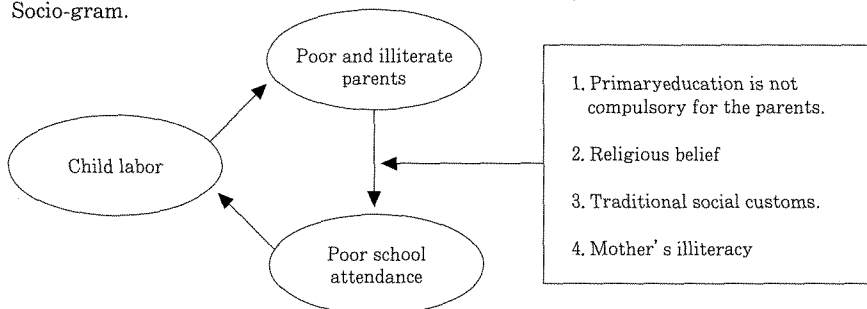 Socio-gram.
Poor and illiterate
parents
Child labor
Poor school
attendance
1. Primaryeducation is not
compulsory for the parents.
2. Religious belief
3. Traditional social customs.
4. Mother's illiteracy